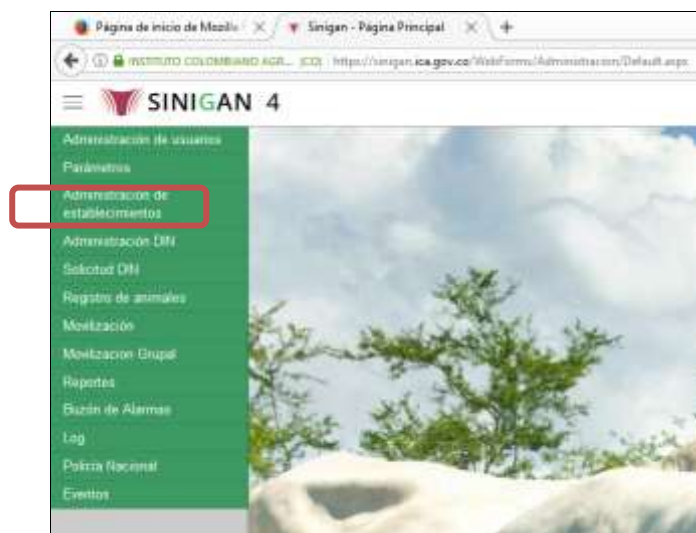 Página de inicio de Mozilla
Sinigan - Página Principal
INSTITUTO COLOMBIANO AGR... (CO)
https://sinigan.ica.gov.co/WebForms/Administracion/Default.aspx
SINIGAN 4
Administración de usuarios
Parámetros
Administración de
establecimientos
Administración DIN
Solicitud DIN
Registro de animales
Movilización
Movilizacion Grupal
Reportes
Buzón de Alarmas
Log
Policía Nacional
Eventos